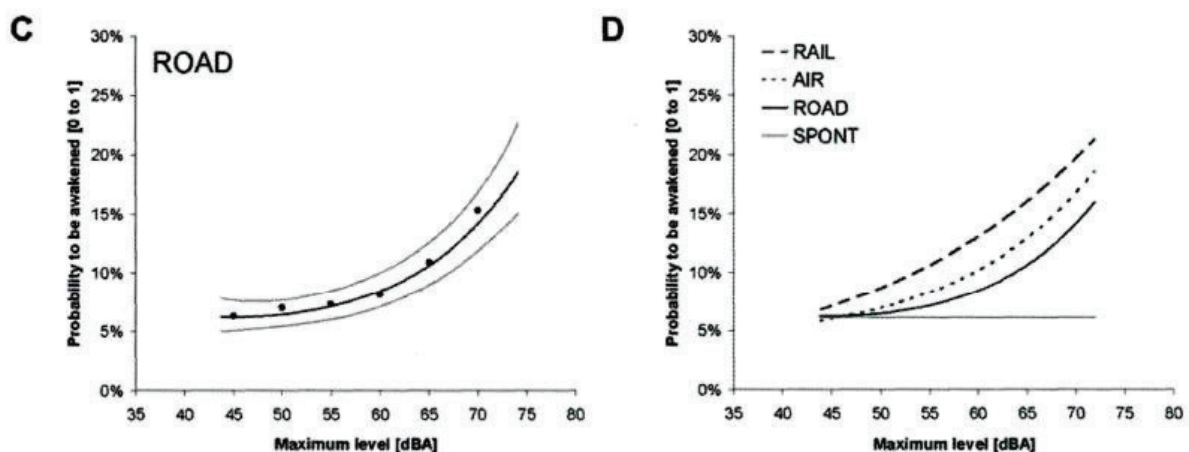 C
ROAD
Probability to be awakened [0 to 1]
30%
25%
20%
15%
10%
5%
0%
35 40 45 50 55 60 65 70 75 80
Maximum level [dBA]
D
RAIL
AIR
ROAD
SPONT
Probability to be awakened [0 to 1]
30%
25%
20%
15%
10%
5%
0%
35 40 45 50 55 60 65 70 75 80
Maximum level [dBA]